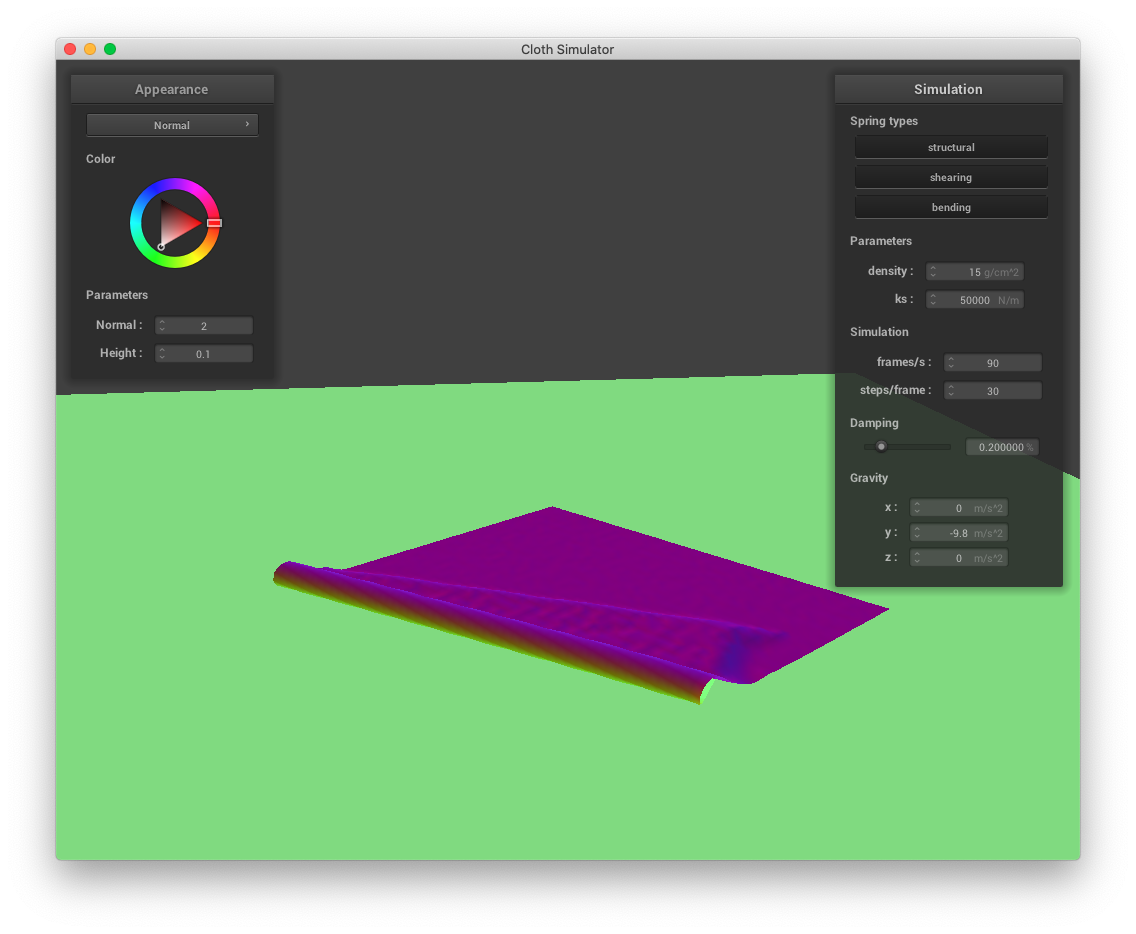 Cloth Simulator
Appearance
Normal
Color
Parameters
Normal : 2
Height : 0.1
Simulation
Spring types
structural
shearing
bending
Parameters
density : 15 g/cm^2
ks : 50000 N/m
Simulation
frames/s : 90
steps/frame : 30
Damping
0.200000 %
Gravity
x : 0 m/s^2
y : -9.8 m/s^2
z : 0 m/s^2